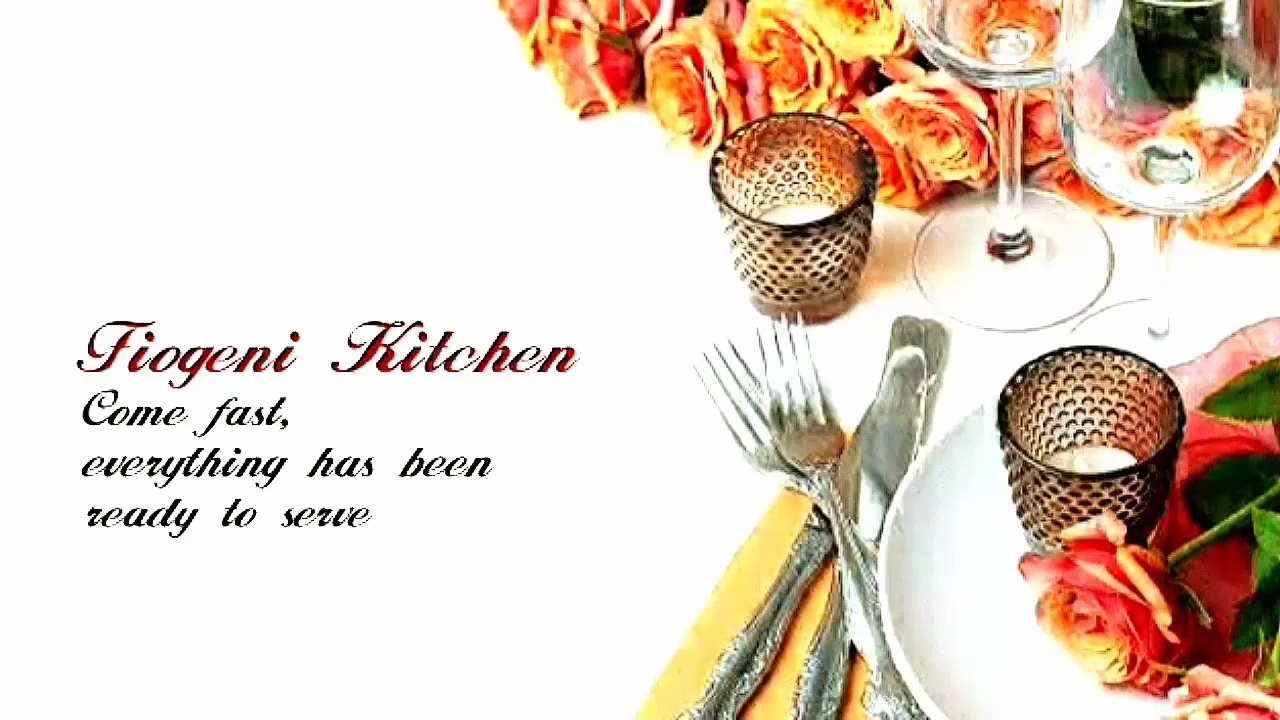 Fiogeni Kitchen
Come fast,
everything has been
ready to serve